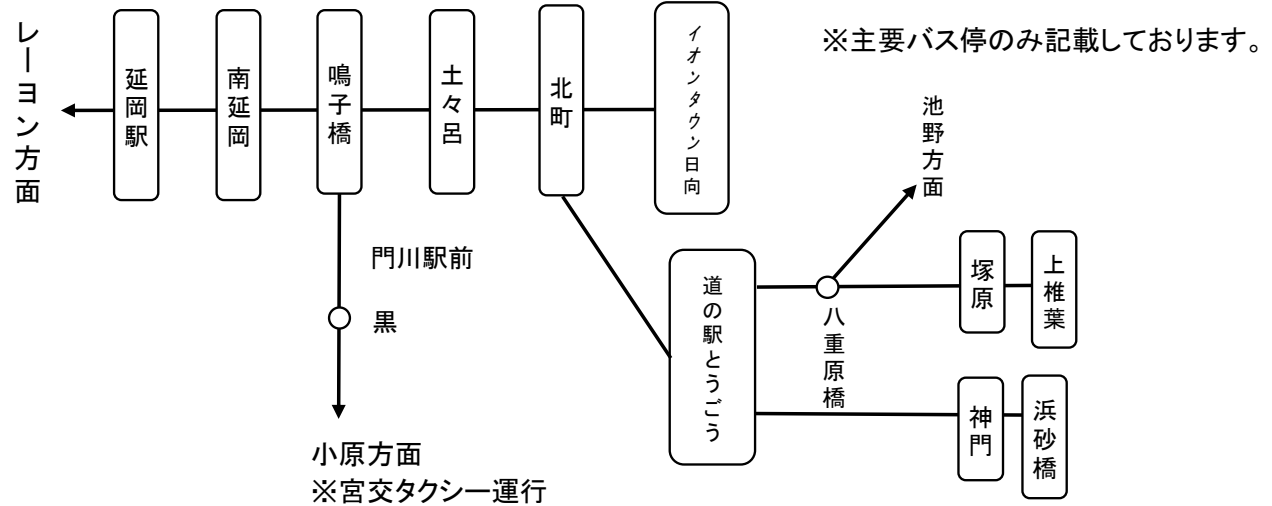 レーヨン方面
延岡駅
南延岡
鳴子橋
土々呂
北町
イオンタウン日向
※主要バス停のみ記載しております。
池野方面
門川駅前
黒
小原方面
※宮交タクシー運行
道の駅とうごう
八重原橋
塚原
上椎葉
神門
浜砂橋